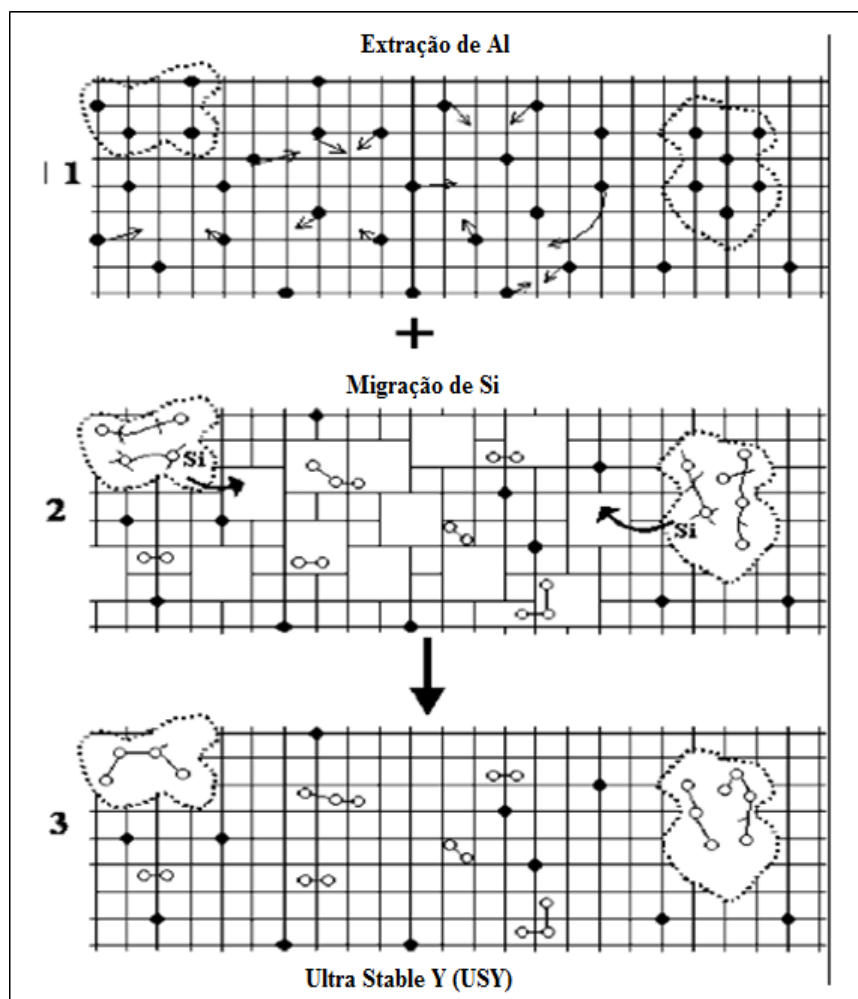 Extração de Al
1
+
Migração de Si
Si
2
Si
3
Ultra Stable Y (USY)